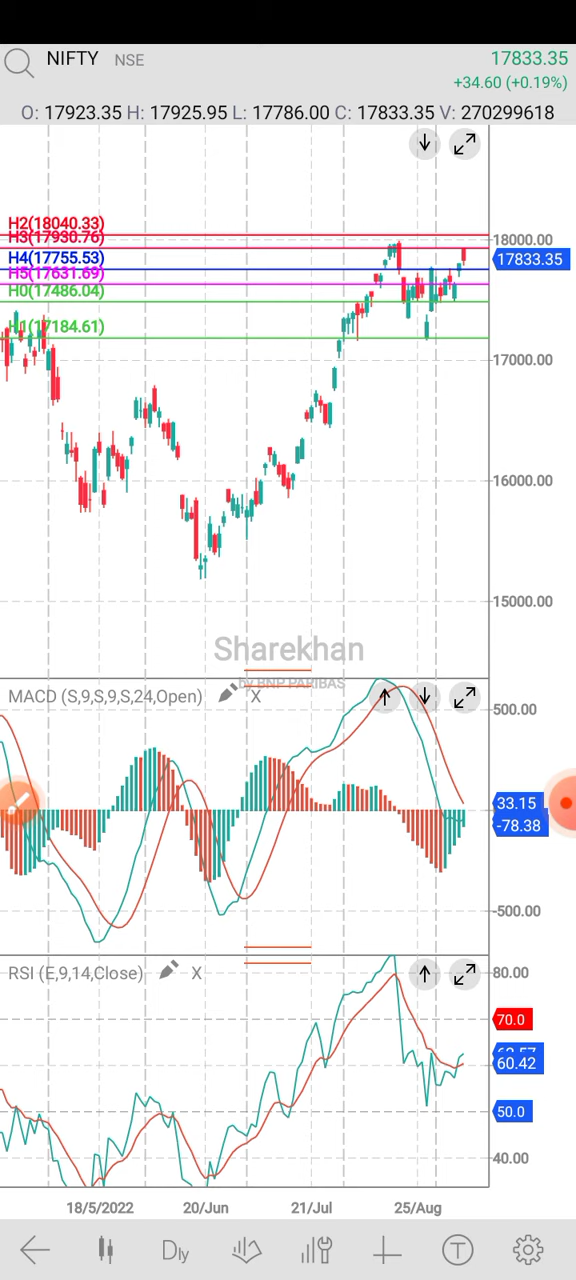 NIFTY NSE 17833.35
+34.60 (+0.19%)
O: 17923.35 H: 17925.95 L: 17786.00 C: 17833.35 V: 270299618
H2(18040.33)
H3(17930.76)
18000.00
H4(17755.53)
17833.35
H5(17631.69)
H0(17486.04)
H1(17184.61)
17000.00
16000.00
15000.00
Sharekhan
by BNP PARIBAS
MACD (S,9,S,9,S,24,Open) X
500.00
33.15
-78.38
-500.00
RSI (E,9,14,Close) X
80.00
70.0
60.42
50.0
40.00
18/5/2022 20/Jun 21/Jul 25/Aug
Dly T